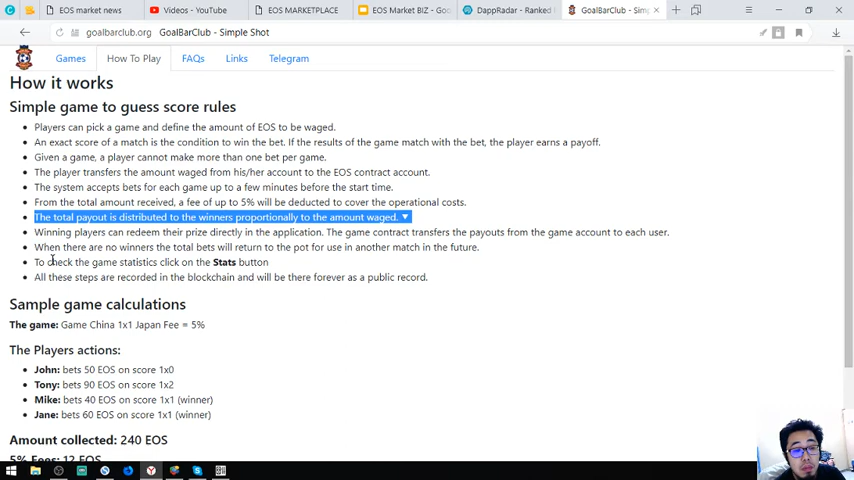 EOS market news
Videos - YouTube
EOS MARKETPLACE
EOS Market BIZ - Goo
DappRadar - Ranked
GoalBarClub - Simp
goalbarclub.org GoalBarClub - Simple Shot
Games How To Play FAQs Links Telegram
How it works
Simple game to guess score rules
Players can pick a game and define the amount of EOS to be waged.
An exact score of a match is the condition to win the bet. If the results of the game match with the bet, the player earns a payoff.
Given a game, a player cannot make more than one bet per game.
The player transfers the amount waged from his/her account to the EOS contract account.
The system accepts bets for each game up to a few minutes before the start time.
From the total amount received, a fee of up to 5% will be deducted to cover the operational costs.
The total payout is distributed to the winners proportionally to the amount waged.
Winning players can redeem their prize directly in the application. The game contract transfers the payouts from the game account to each user.
When there are no winners the total bets will return to the pot for use in another match in the future.
To check the game statistics click on the Stats button
All these steps are recorded in the blockchain and will be there forever as a public record.
Sample game calculations
The game: Game China 1x1 Japan Fee = 5%
The Players actions:
John: bets 50 EOS on score 1x0
Tony: bets 90 EOS on score 1x2
Mike: bets 40 EOS on score 1x1 (winner)
Jane: bets 60 EOS on score 1x1 (winner)
Amount collected: 240 EOS
5% Fees: 12 EOS